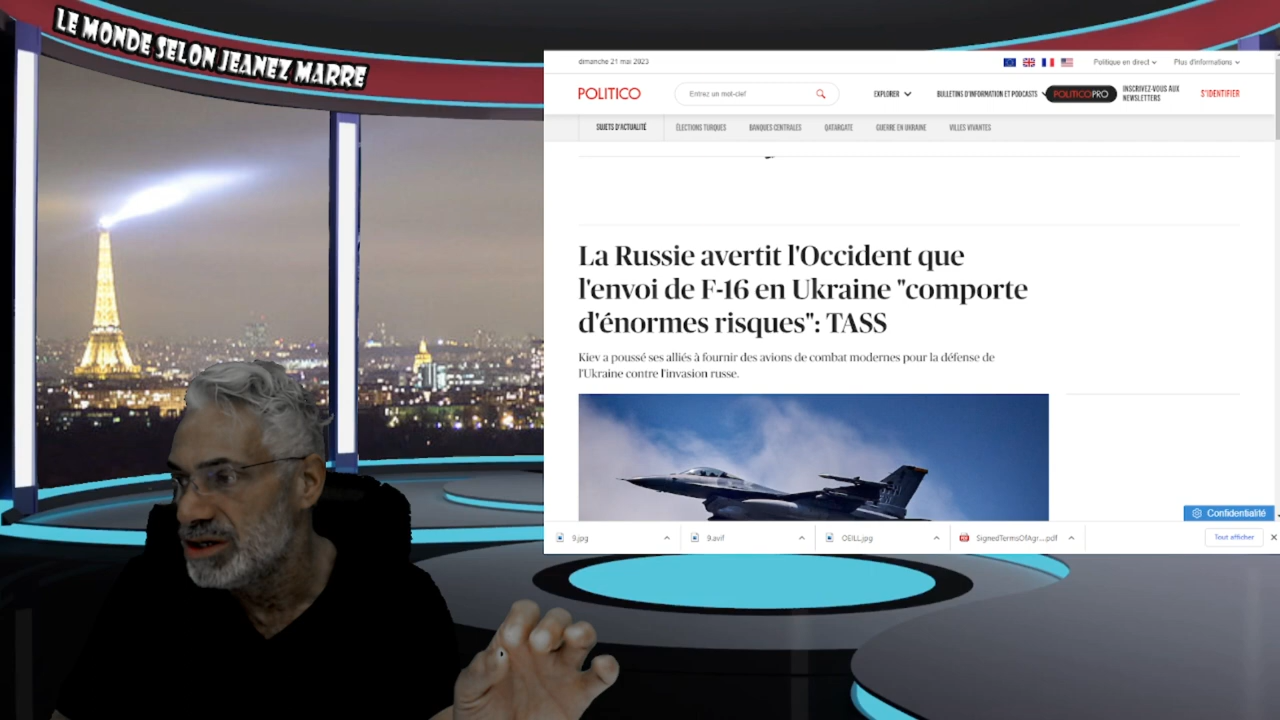 LE MONDE SELON JEANEZ MARRE
dimanche 21 mai 2023
Politique en direct
Plus d'informations
POLITICO
Entrez un mot-clef
EXPLORER
BULLETINS D'INFORMATION ET PODCASTS
POLITICOPRO
INSCRIVEZ-VOUS AUX
NEWSLETTERS
S'IDENTIFIER
SUJETS D'ACTUALITÉ
ÉLECTIONS TURQUES
BANQUES CENTRALES
QATARGATE
GUERRE EN UKRAINE
VILLES VIVANTES
La Russie avertit l'Occident que
l'envoi de F-16 en Ukraine "comporte
d'énormes risques": TASS
Kiev a poussé ses alliés à fournir des avions de combat modernes pour la défense de
l'Ukraine contre l'invasion russe.
Confidentialité
9.jpg
9.avif
OEILL.jpg
SignedTermsOfAgr....pdf
Tout afficher